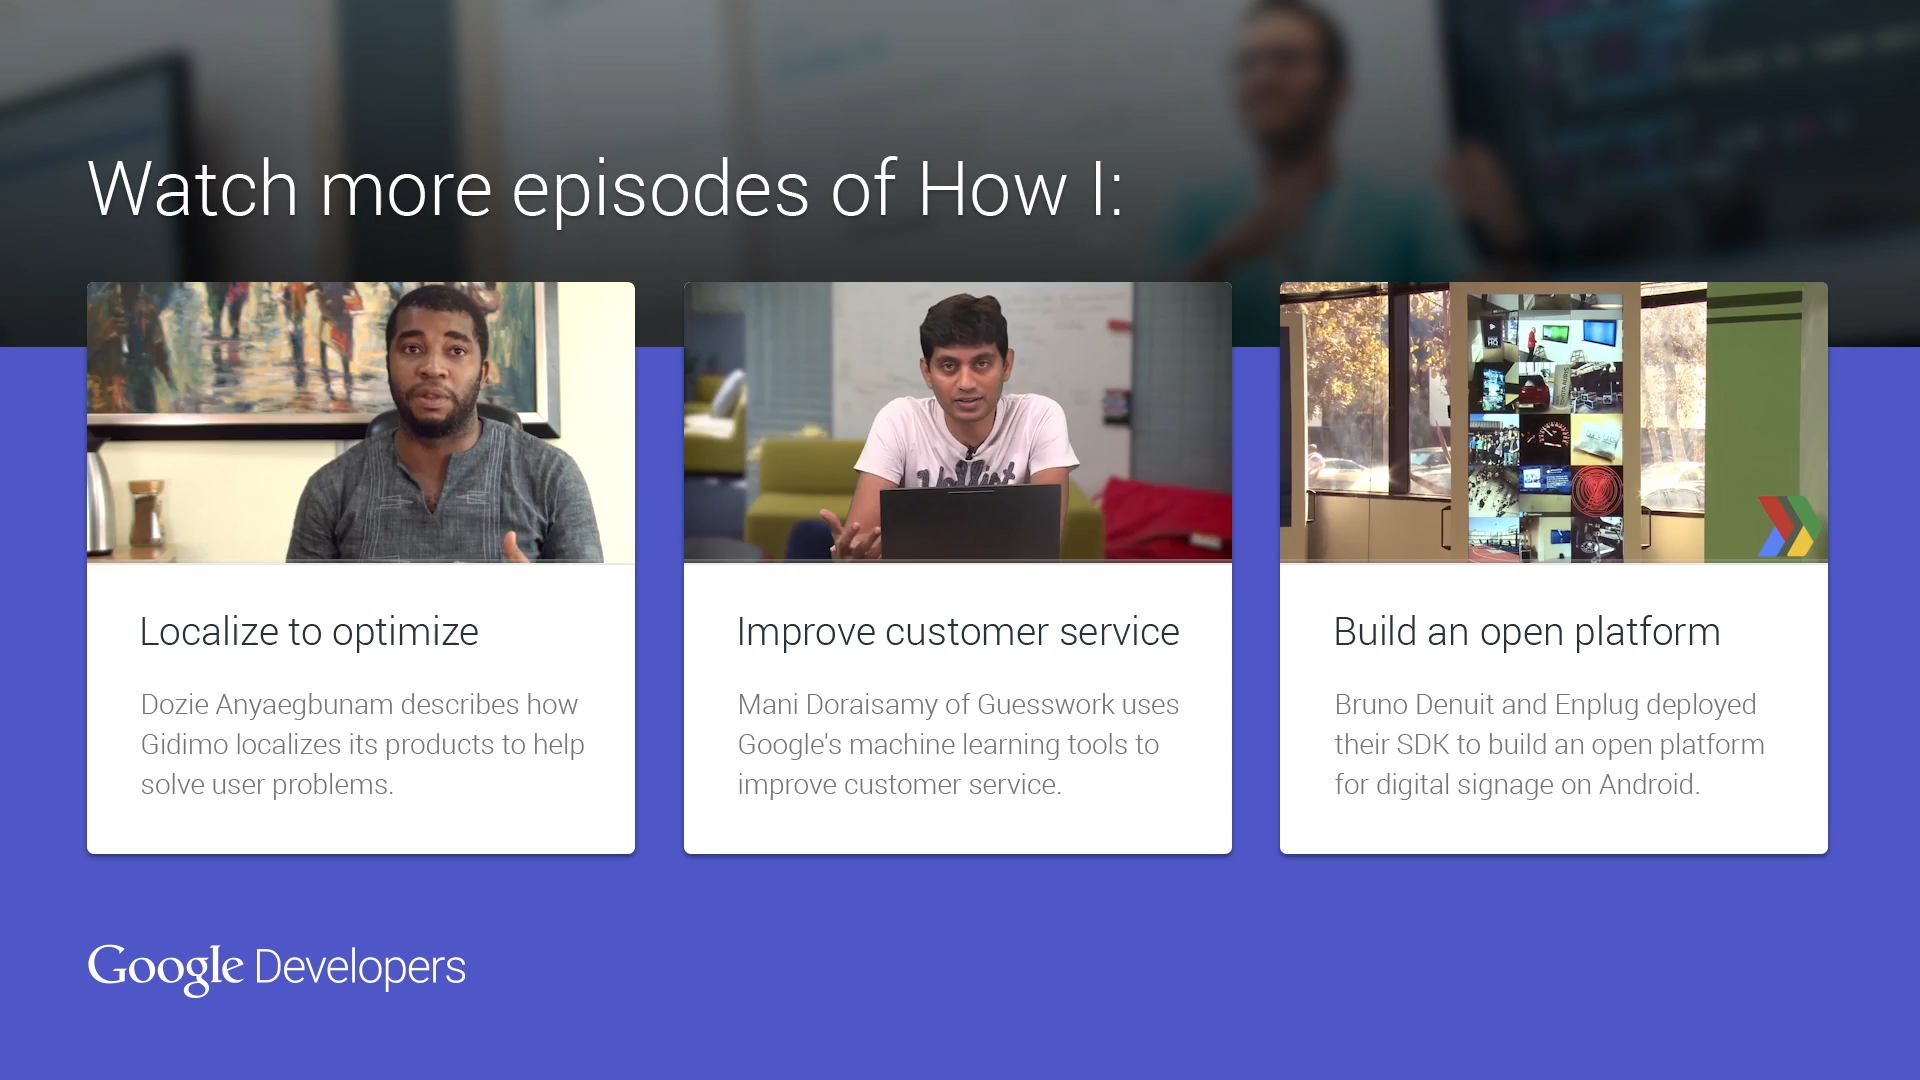 Watch more episodes of How I:
Localize to optimize
Dozie Anyaegbunam describes how
Gidimo localizes its products to help
solve user problems.
Improve customer service
Mani Doraisamy of Guesswork uses
Google's machine learning tools to
improve customer service.
Build an open platform
Bruno Denuit and Enplug deployed
their SDK to build an open platform
for digital signage on Android.
Google Developers